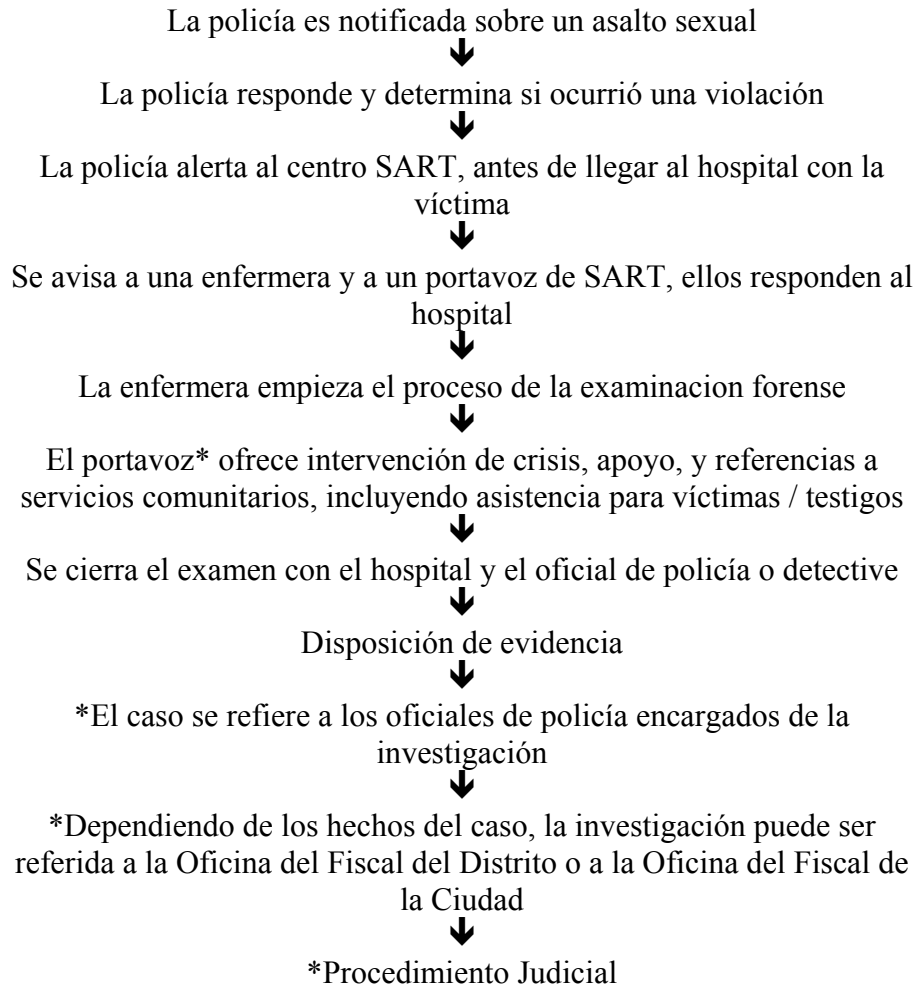 La policía es notificada sobre un asalto sexual
🡻
La policía responde y determina si ocurrió una violación
🡻
La policía alerta al centro SART, antes de llegar al hospital con la
víctima
🡻
Se avisa a una enfermera y a un portavoz de SART, ellos responden al
hospital
🡻
La enfermera empieza el proceso de la examinacion forense
🡻
El portavoz* ofrece intervención de crisis, apoyo, y referencias a
servicios comunitarios, incluyendo asistencia para víctimas / testigos
🡻
Se cierra el examen con el hospital y el oficial de policía o detective
🡻
Disposición de evidencia
🡻
*El caso se refiere a los oficiales de policía encargados de la
investigación
🡻
*Dependiendo de los hechos del caso, la investigación puede ser
referida a la Oficina del Fiscal del Distrito o a la Oficina del Fiscal de
la Ciudad
🡻
*Procedimiento Judicial